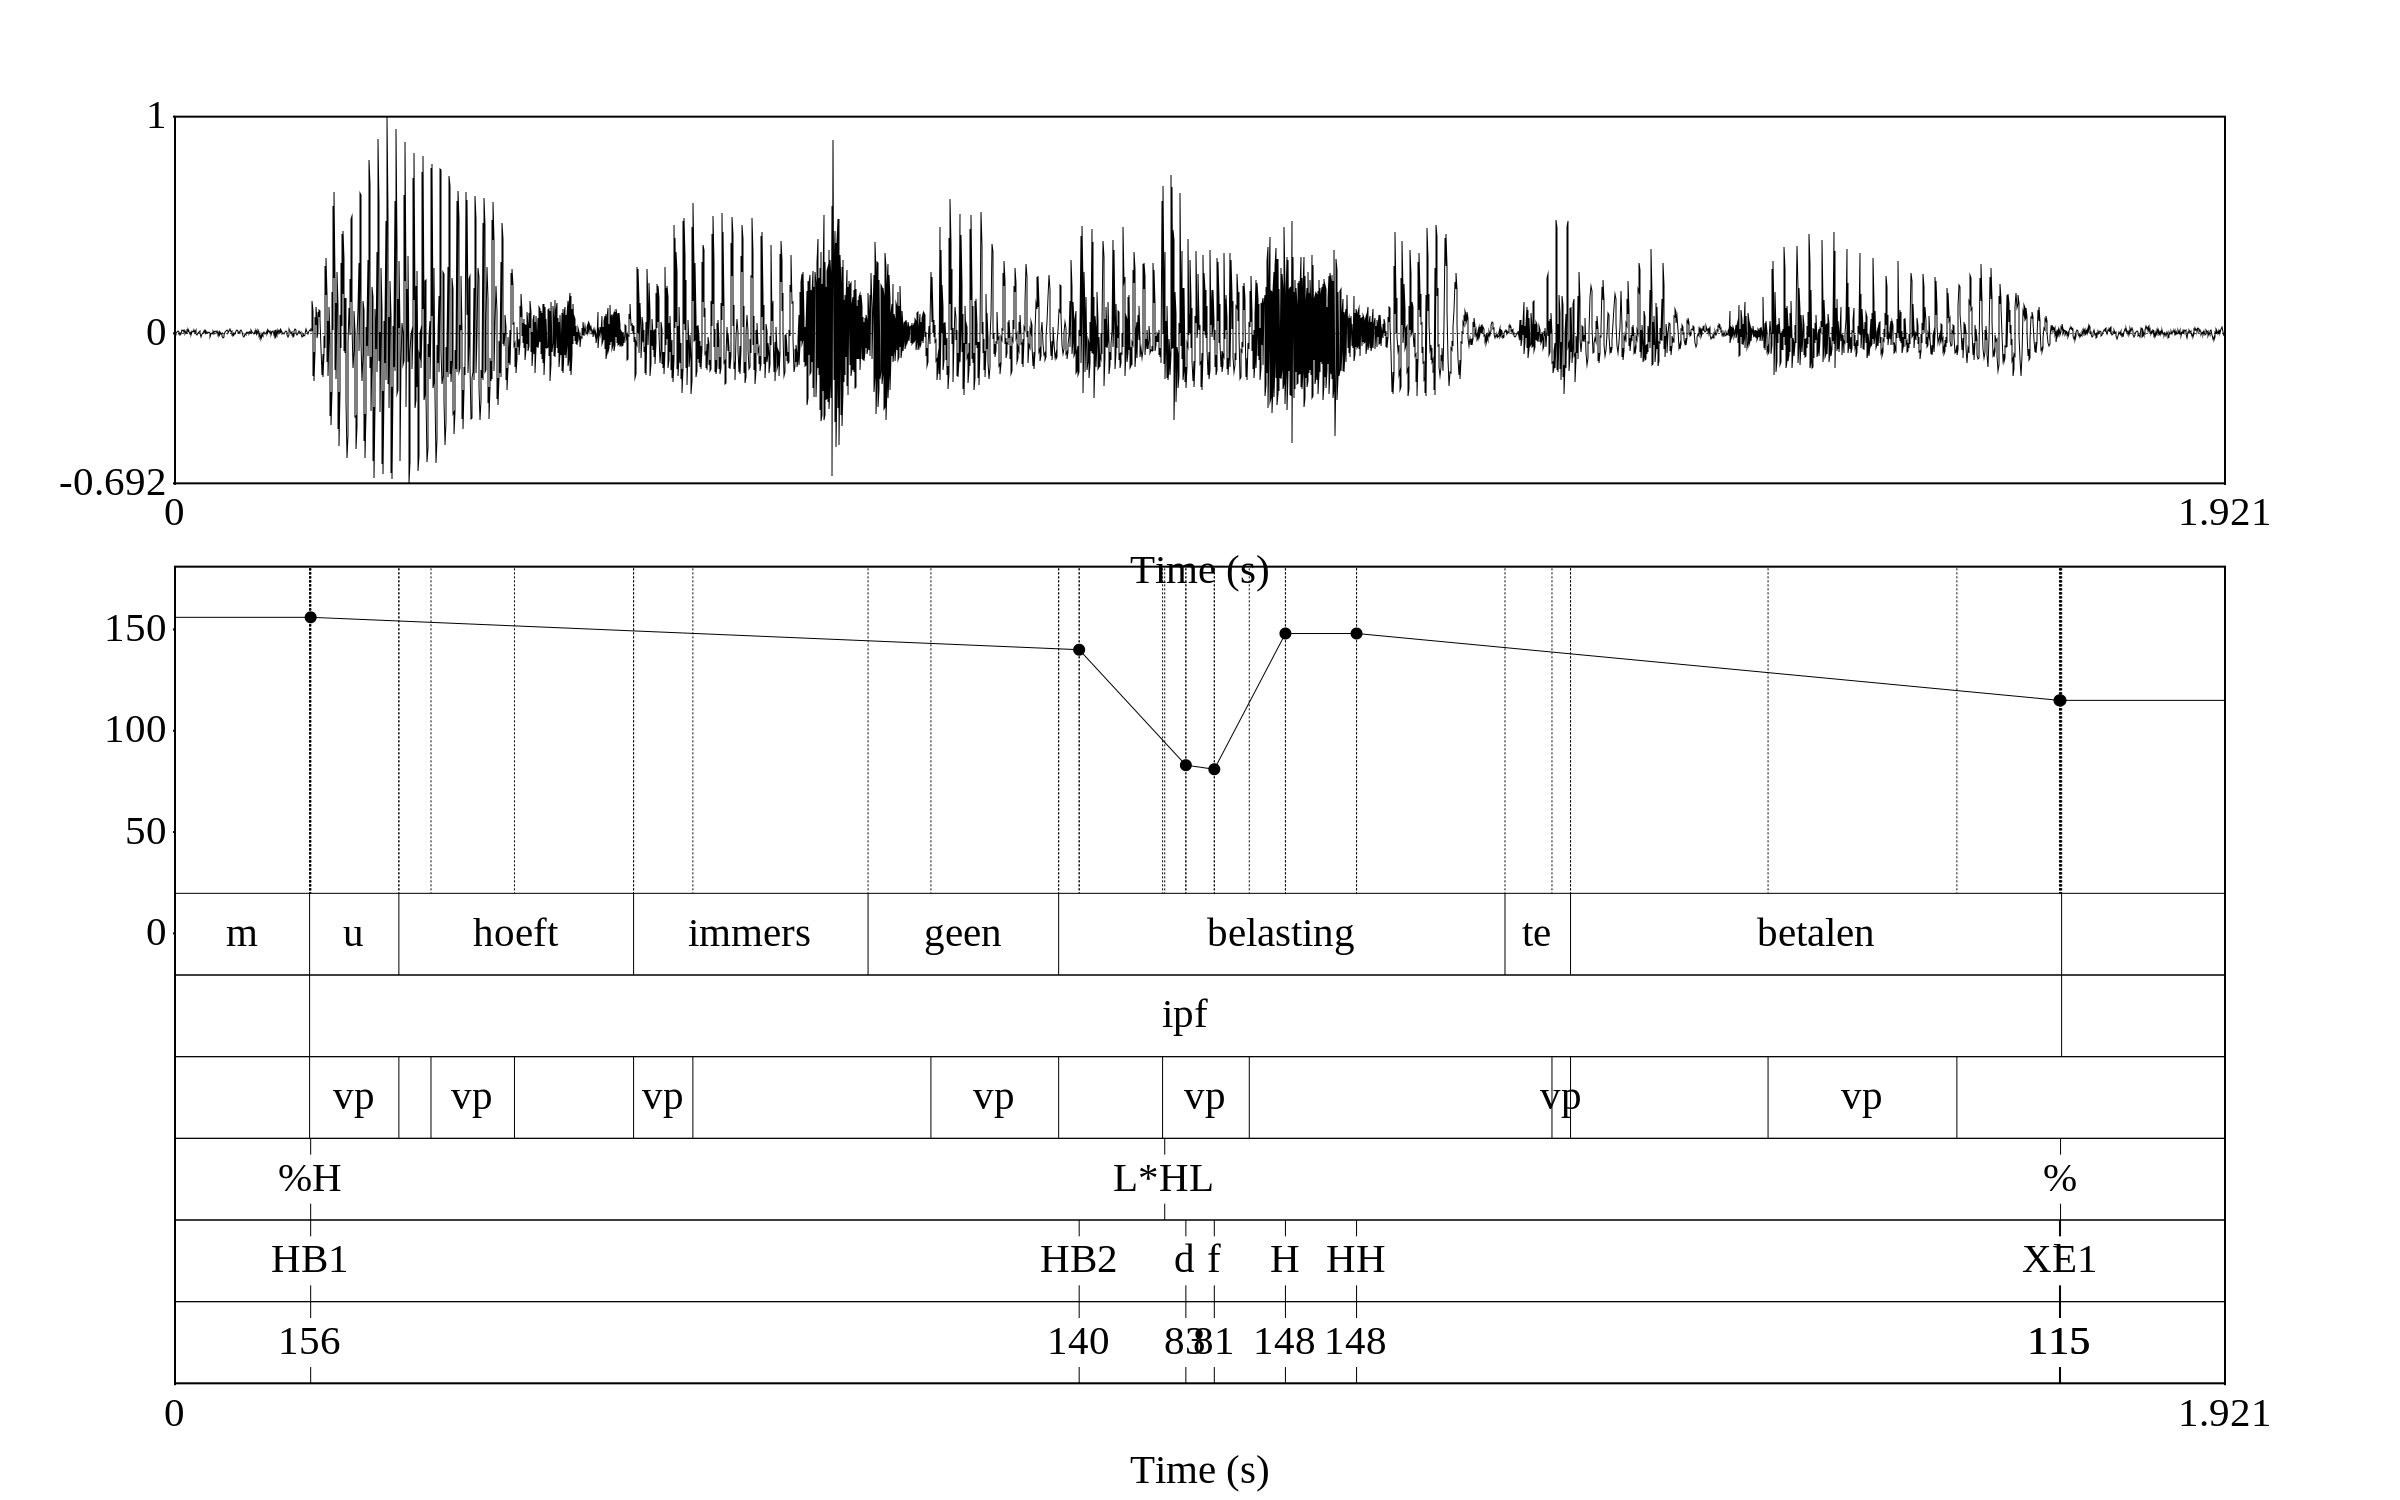 1
0
-0.692
0 1.921
Time (s)
150
100
50
0
m u hoeft immers geen belasting te betalen
ipf
vp vp vp vp vp vp vp
%H L*HL %
HB1 HB2 d f H HH XE1
156 140 83 81 148 148 115
0 1.921
Time (s)